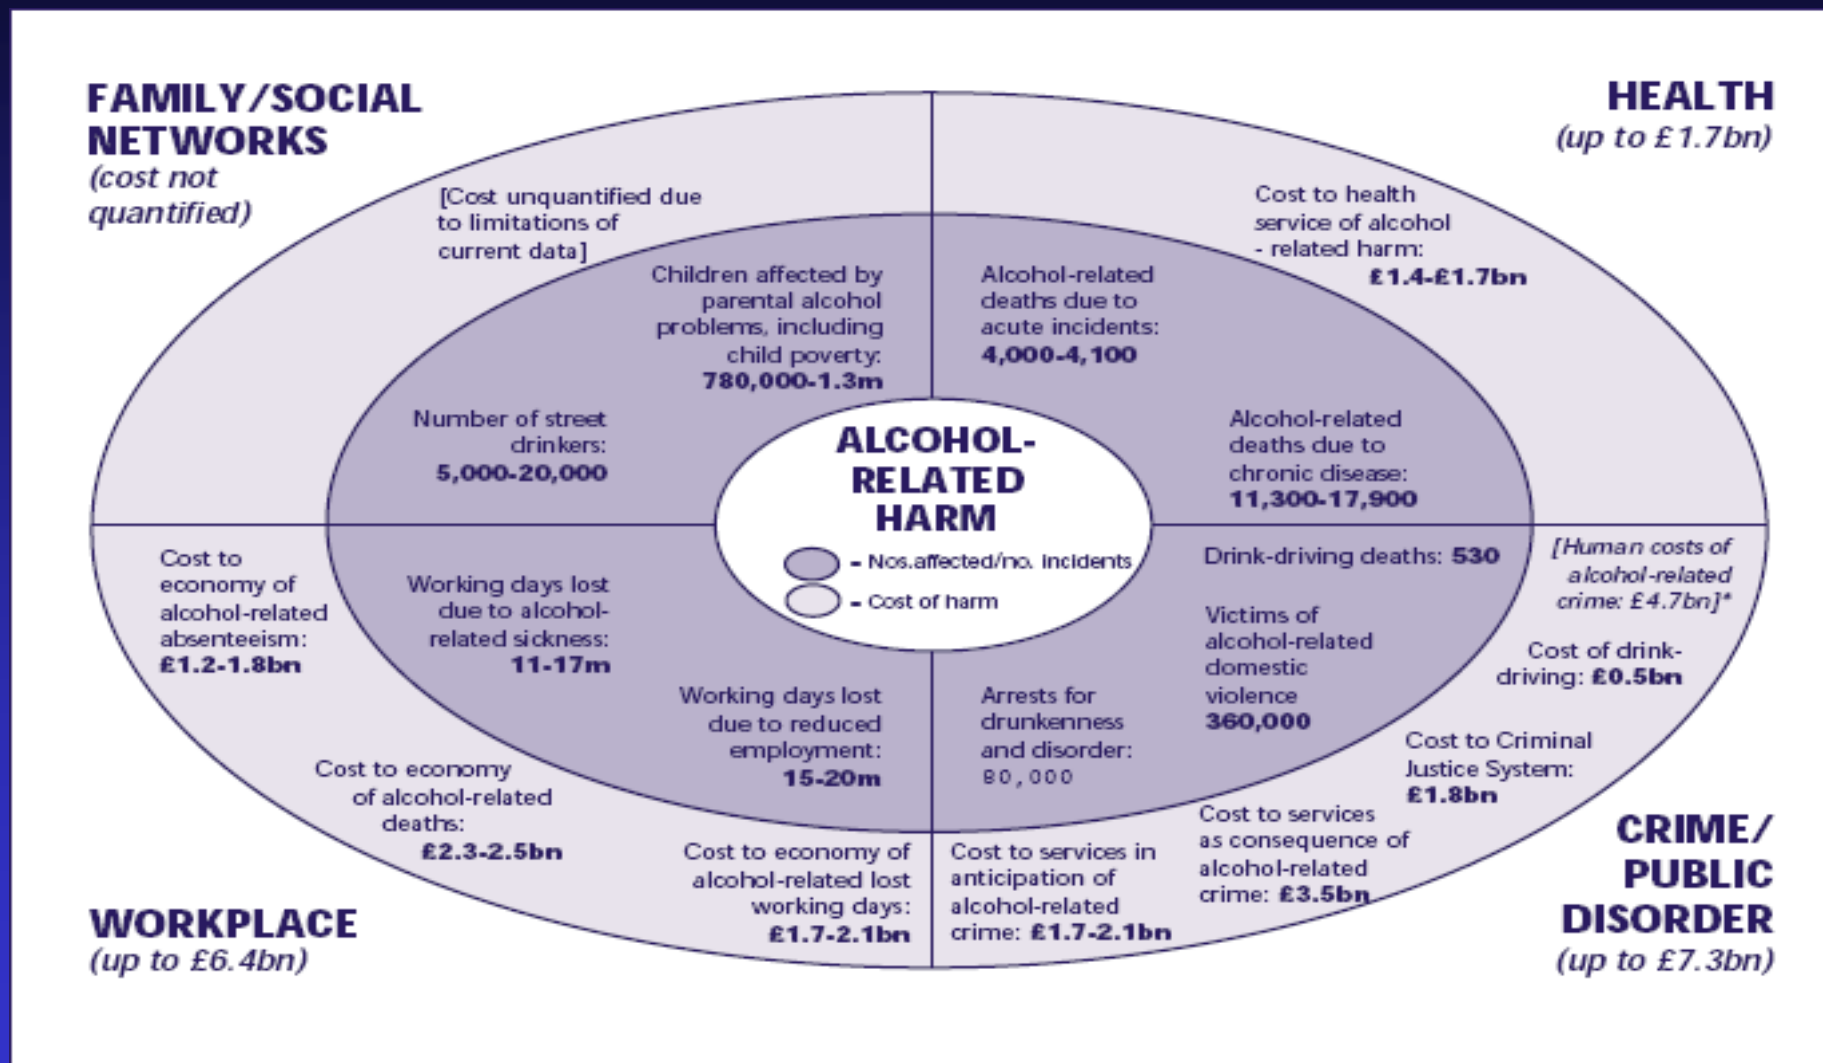 FAMILY/SOCIAL
NETWORKS
(cost not
quantified)
HEALTH
(up to £1.7bn)
[Cost unquantified due
to limitations of
current data]
Cost to health
service of alcohol
- related harm:
£1.4-£1.7bn
Children affected by
parental alcohol
problems, including
child poverty:
780,000-1.3m
Alcohol-related
deaths due to
acute incidents:
4,000-4,100
Number of street
drinkers:
5,000-20,000
Alcohol-related
deaths due to
chronic disease:
11,300-17,900
ALCOHOL-
RELATED
HARM
- Nos.affected/no. incidents
- Cost of harm
Cost to
economy of
alcohol-related
absenteeism:
£1.2-1.8bn
Working days lost
due to alcohol-
related sickness:
11-17m
Working days lost
due to reduced
employment:
15-20m
Cost to economy
of alcohol-related
deaths:
£2.3-2.5bn
Cost to economy of
alcohol-related lost
working days:
£1.7-2.1bn
WORKPLACE
(up to £6.4bn)
Drink-driving deaths: 530
Victims of
alcohol-related
domestic
violence
360,000
Arrests for
drunkenness
and disorder:
80,000
[Human costs of
alcohol-related
crime: £4.7bn]*
Cost of drink-
driving: £0.5bn
Cost to Criminal
Justice System:
£1.8bn
Cost to services
as consequence of
alcohol-related
crime: £3.5bn
Cost to services in
anticipation of
alcohol-related
crime: £1.7-2.1bn
CRIME/
PUBLIC
DISORDER
(up to £7.3bn)